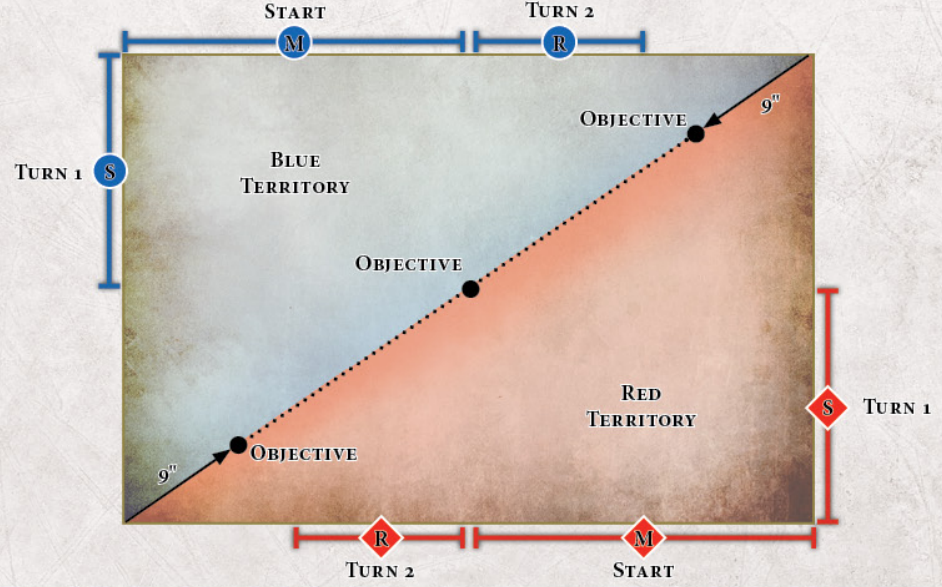 START
TURN 2
M
R
9"
OBJECTIVE
BLUE
TERRITORY
TURN 1
S
OBJECTIVE
RED
TERRITORY
S
TURN 1
OBJECTIVE
9"
R
M
TURN 2
START